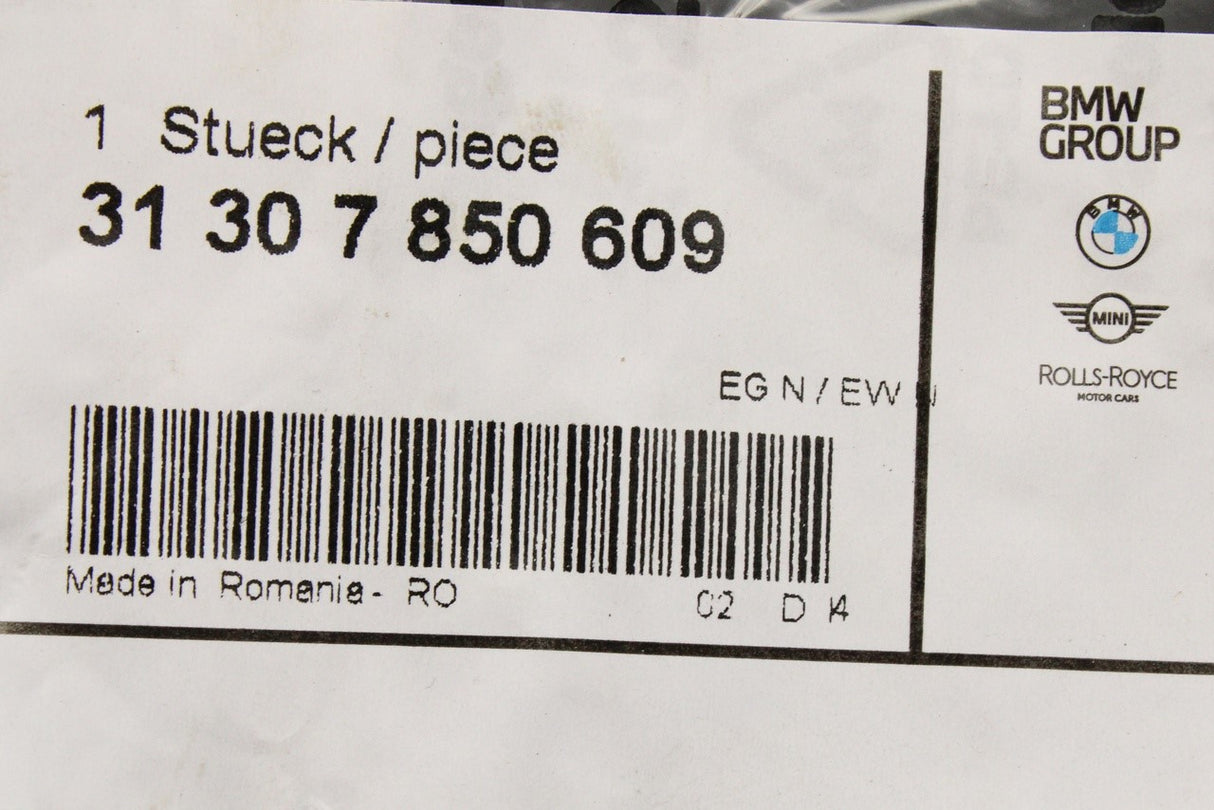 1 Stueck / piece
31 30 7 850 609
EG N / EW N
Made in Romania - RO
02 D
BMW
GROUP
BMW
MINI
ROLLS-ROYCE
MOTOR CARS